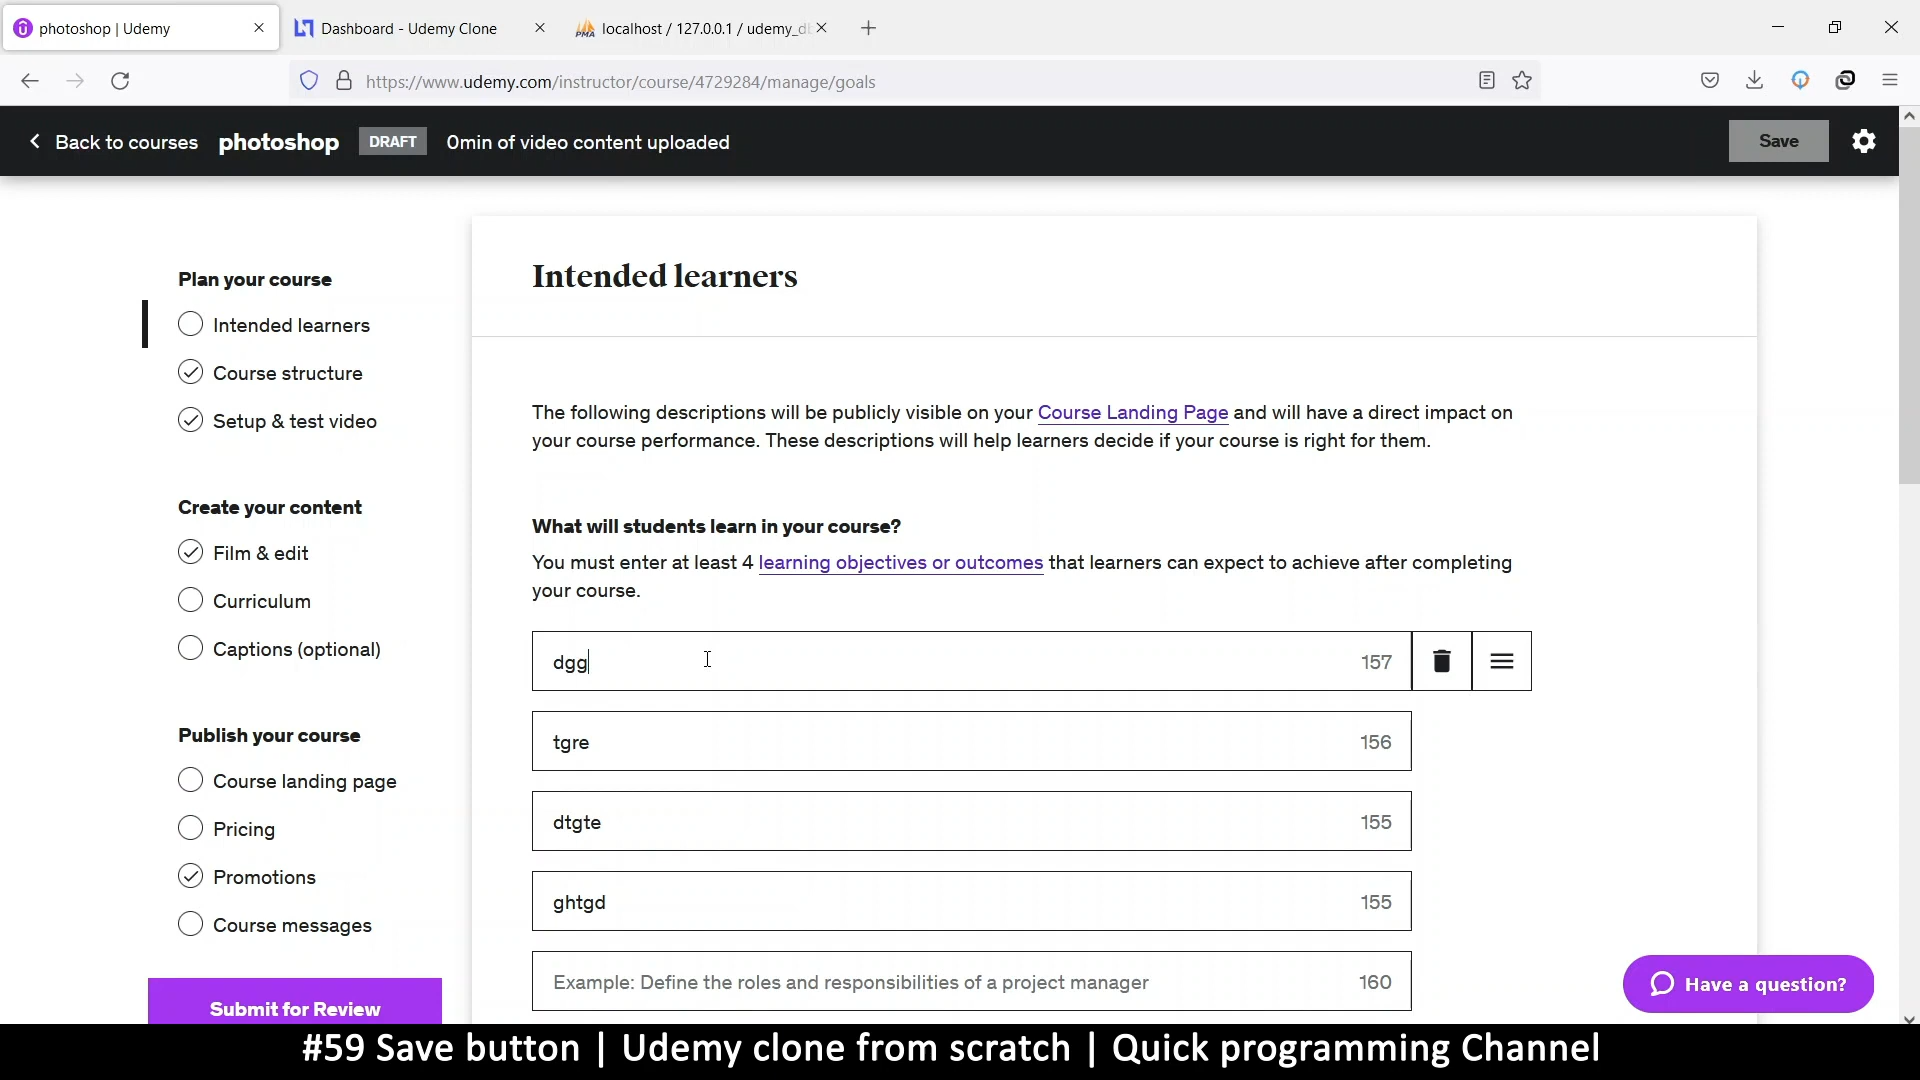 photoshop | Udemy
Dashboard - Udemy Clone
PMA
localhost / 127.0.0.1 / udemy_d
https://www.udemy.com/instructor/course/4729284/manage/goals
Back to courses
photoshop
DRAFT
0min of video content uploaded
Save
Plan your course
Intended learners
Course structure
Setup & test video
Create your content
Film & edit
Curriculum
Captions (optional)
Publish your course
Course landing page
Pricing
Promotions
Course messages
Submit for Review
Intended learners
The following descriptions will be publicly visible on your Course Landing Page and will have a direct impact on
your course performance. These descriptions will help learners decide if your course is right for them.
What will students learn in your course?
You must enter at least 4 learning objectives or outcomes that learners can expect to achieve after completing
your course.
dgg 157
tgre 156
dtgte 155
ghtgd 155
Example: Define the roles and responsibilities of a project manager 160
Have a question?
#59 Save button | Udemy clone from scratch | Quick programming Channel